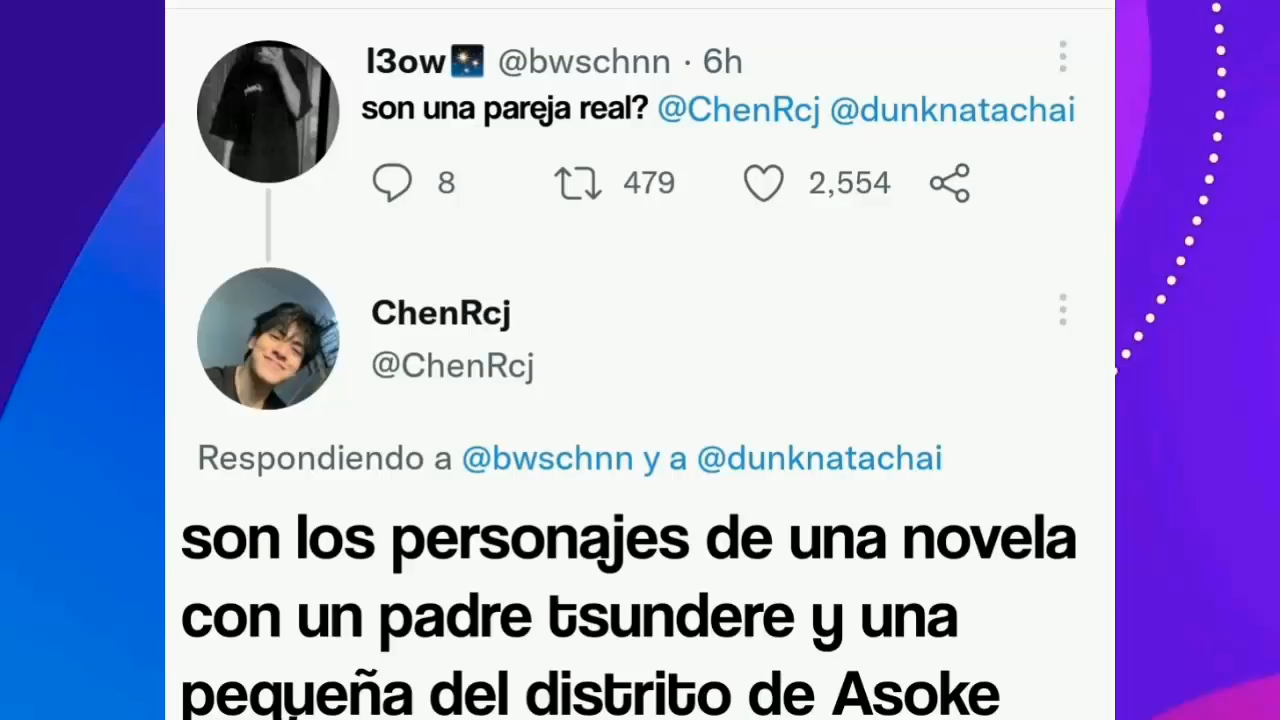 l3ow @bwschnn · 6h
son una pareja real? @ChenRcj @dunknatachai
8 479 2,554
ChenRcj
@ChenRcj
Respondiendo a @bwschnn y a @dunknatachai
son los personajes de una novela
con un padre tsundere y una
pequeña del distrito de Asoke